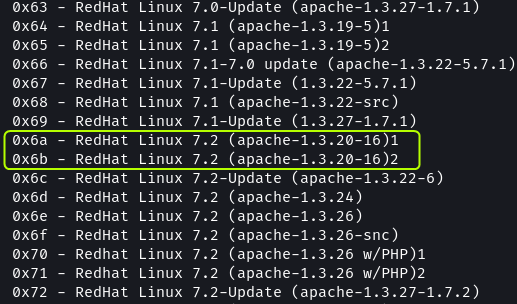 0x63 - RedHat Linux 7.0-Update (apache-1.3.27-1.7.1)
0x64 - RedHat Linux 7.1 (apache-1.3.19-5)1
0x65 - RedHat Linux 7.1 (apache-1.3.19-5)2
0x66 - RedHat Linux 7.1-7.0 update (apache-1.3.22-5.7.1)
0x67 - RedHat Linux 7.1-Update (1.3.22-5.7.1)
0x68 - RedHat Linux 7.1 (apache-1.3.22-src)
0x69 - RedHat Linux 7.1-Update (1.3.27-1.7.1)
0x6a - RedHat Linux 7.2 (apache-1.3.20-16)1
0x6b - RedHat Linux 7.2 (apache-1.3.20-16)2
0x6c - RedHat Linux 7.2-Update (apache-1.3.22-6)
0x6d - RedHat Linux 7.2 (apache-1.3.24)
0x6e - RedHat Linux 7.2 (apache-1.3.26)
0x6f - RedHat Linux 7.2 (apache-1.3.26-snc)
0x70 - RedHat Linux 7.2 (apache-1.3.26 w/PHP)1
0x71 - RedHat Linux 7.2 (apache-1.3.26 w/PHP)2
0x72 - RedHat Linux 7.2-Update (apache-1.3.27-1.7.2)